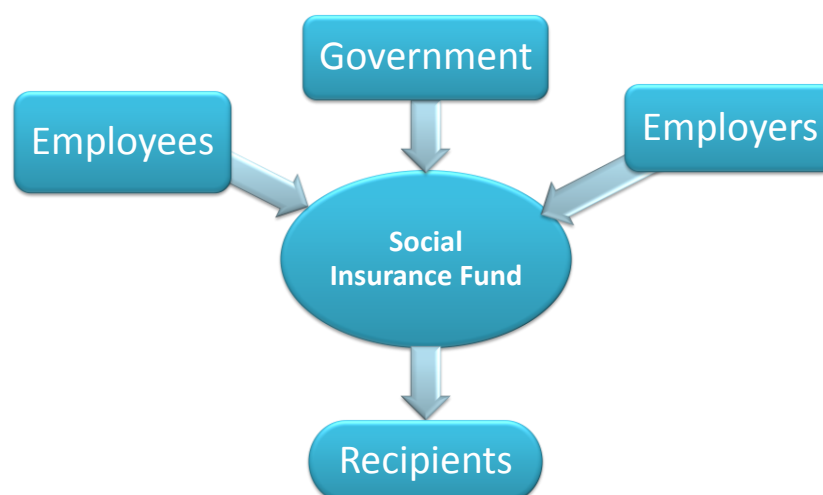 Government
Employees
Employers
Social
Insurance Fund
Recipients